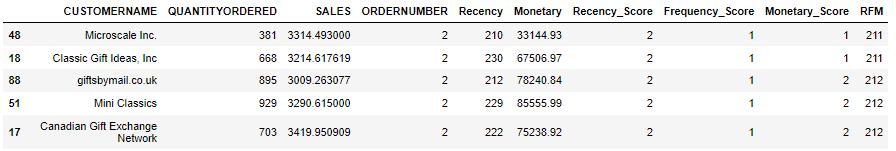 CUSTOMERNAME QUANTITYORDERED SALES ORDERNUMBER Recency Monetary Recency_Score Frequency_Score Monetary_Score RFM
48 Microscale Inc. 381 3314.493000 2 210 33144.93 2 1 1 211
18 Classic Gift Ideas, Inc 668 3214.617619 2 230 67506.97 2 1 1 211
88 giftsbymail.co.uk 895 3009.263077 2 212 78240.84 2 1 2 212
51 Mini Classics 929 3290.615000 2 229 85555.99 2 1 2 212
17 Canadian Gift Exchange
Network 703 3419.950909 2 222 75238.92 2 1 2 212